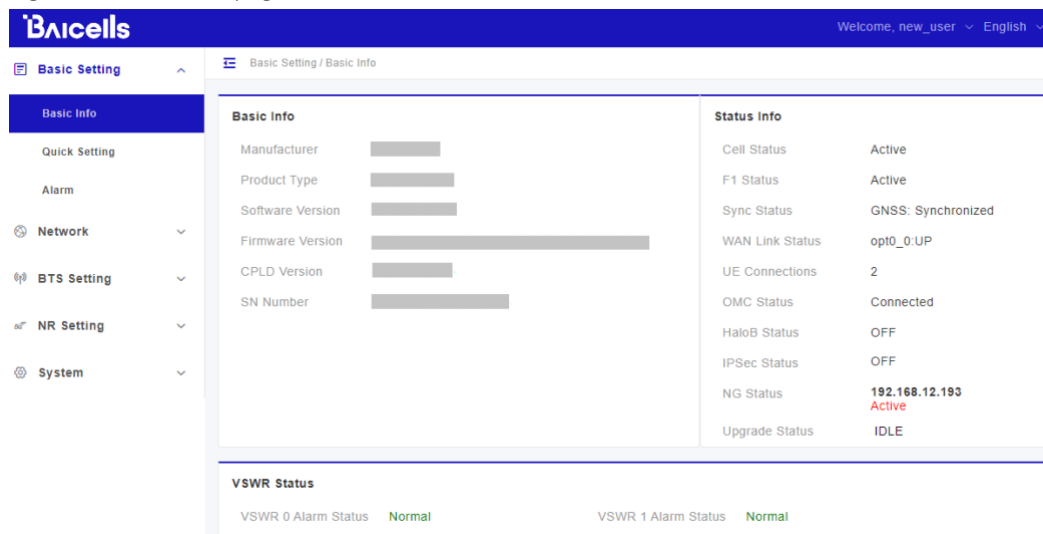 BAICells
Welcome, new_user English
Basic Setting
Basic Setting / Basic Info
Basic Info
Quick Setting
Alarm
Network
BTS Setting
NR Setting
System
Basic Info
Manufacturer
Product Type
Software Version
Firmware Version
CPLD Version
SN Number
Status Info
Cell Status Active
F1 Status Active
Sync Status GNSS: Synchronized
WAN Link Status opt0_0:UP
UE Connections 2
OMC Status Connected
HaloB Status OFF
IPSec Status OFF
NG Status 192.168.12.193
Active
Upgrade Status IDLE
VSWR Status
VSWR 0 Alarm Status Normal VSWR 1 Alarm Status Normal